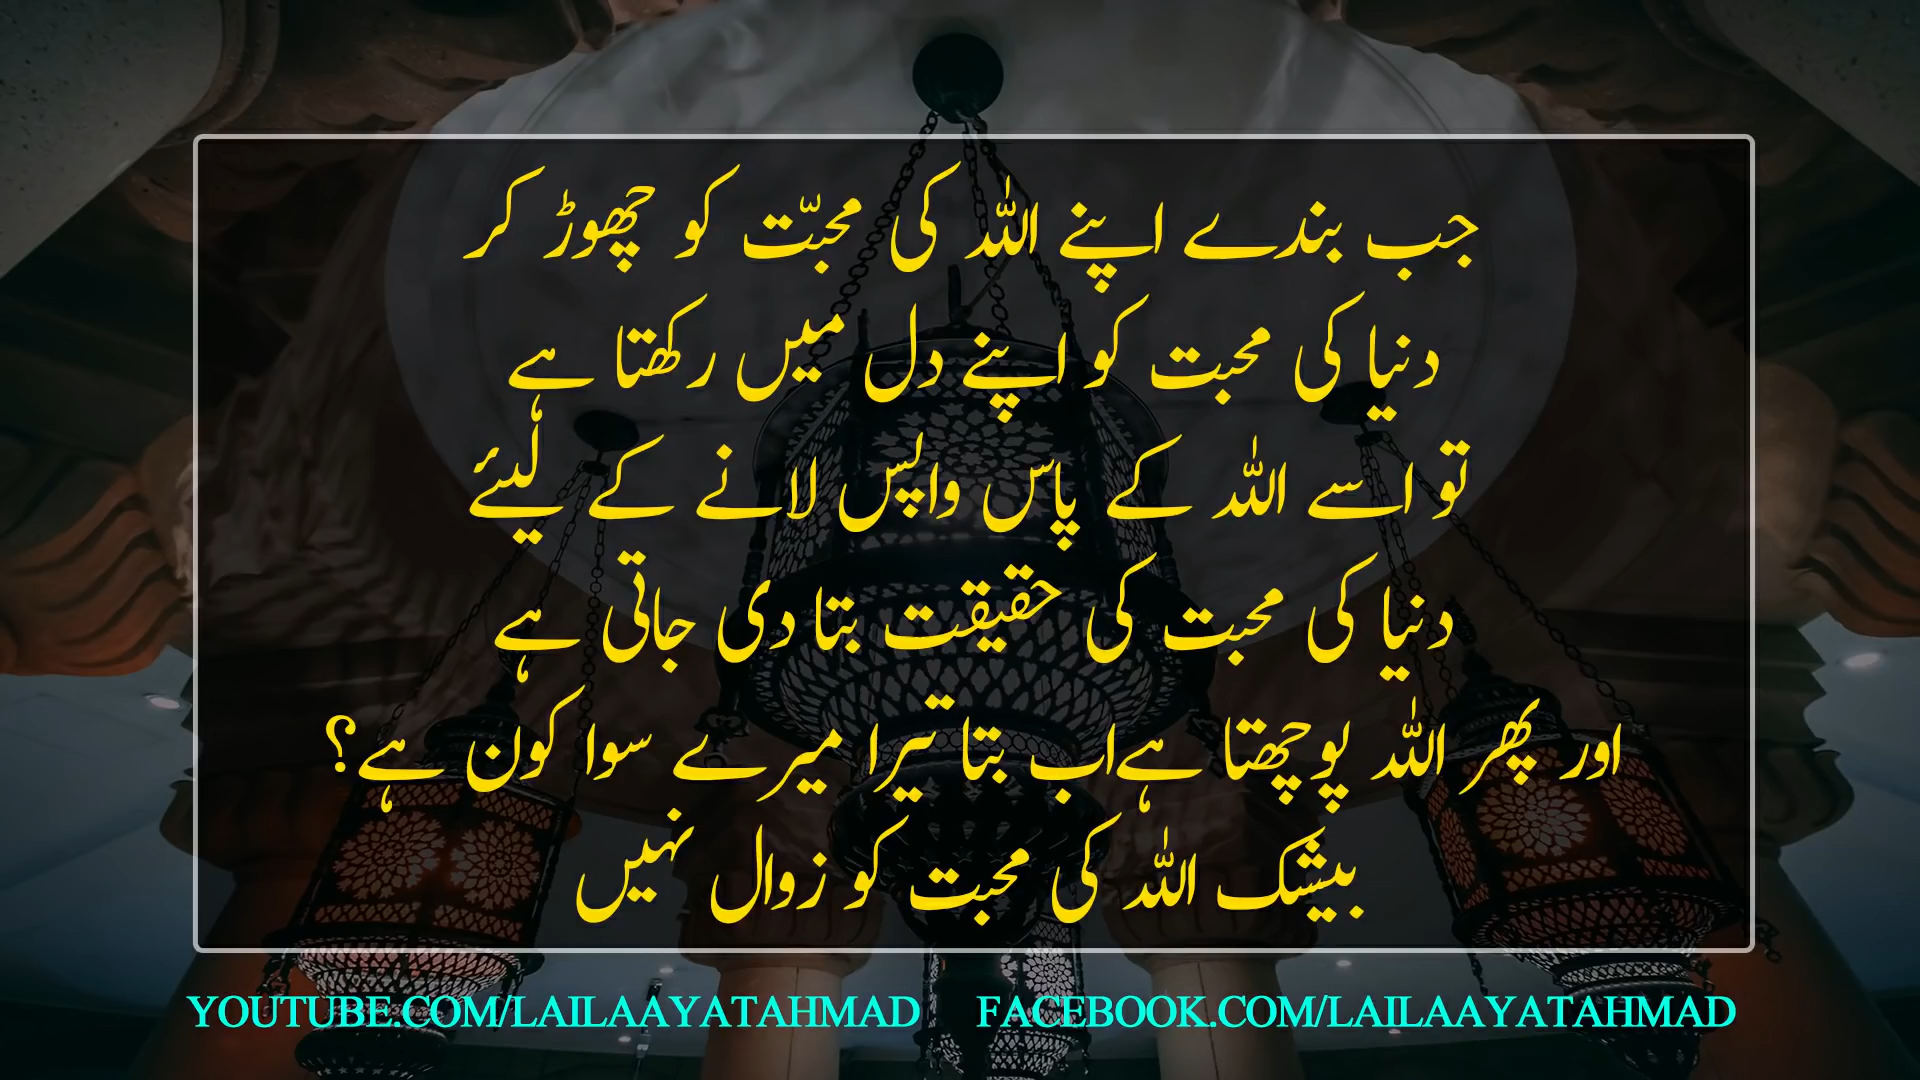 جب بندے اپنے اللہ کی محبّت کو چھوڑ کر
دنیا کی محبت کو اپنے دل میں رکھتا ہے
تو اسے اللہ کے پاس واپس لانے کے لیئے
دنیا کی محبت کی حقیقت بتا دی جاتی ہے
اور پھر اللہ پوچھتا ہےاب بتا تیرا میرے سوا کون ہے؟
بیشک اللہ کی محبت کو زوال نہیں
YOUTUBE.COM/LAILAAYATAHMAD FACEBOOK.COM/LAILAAYATAHMAD